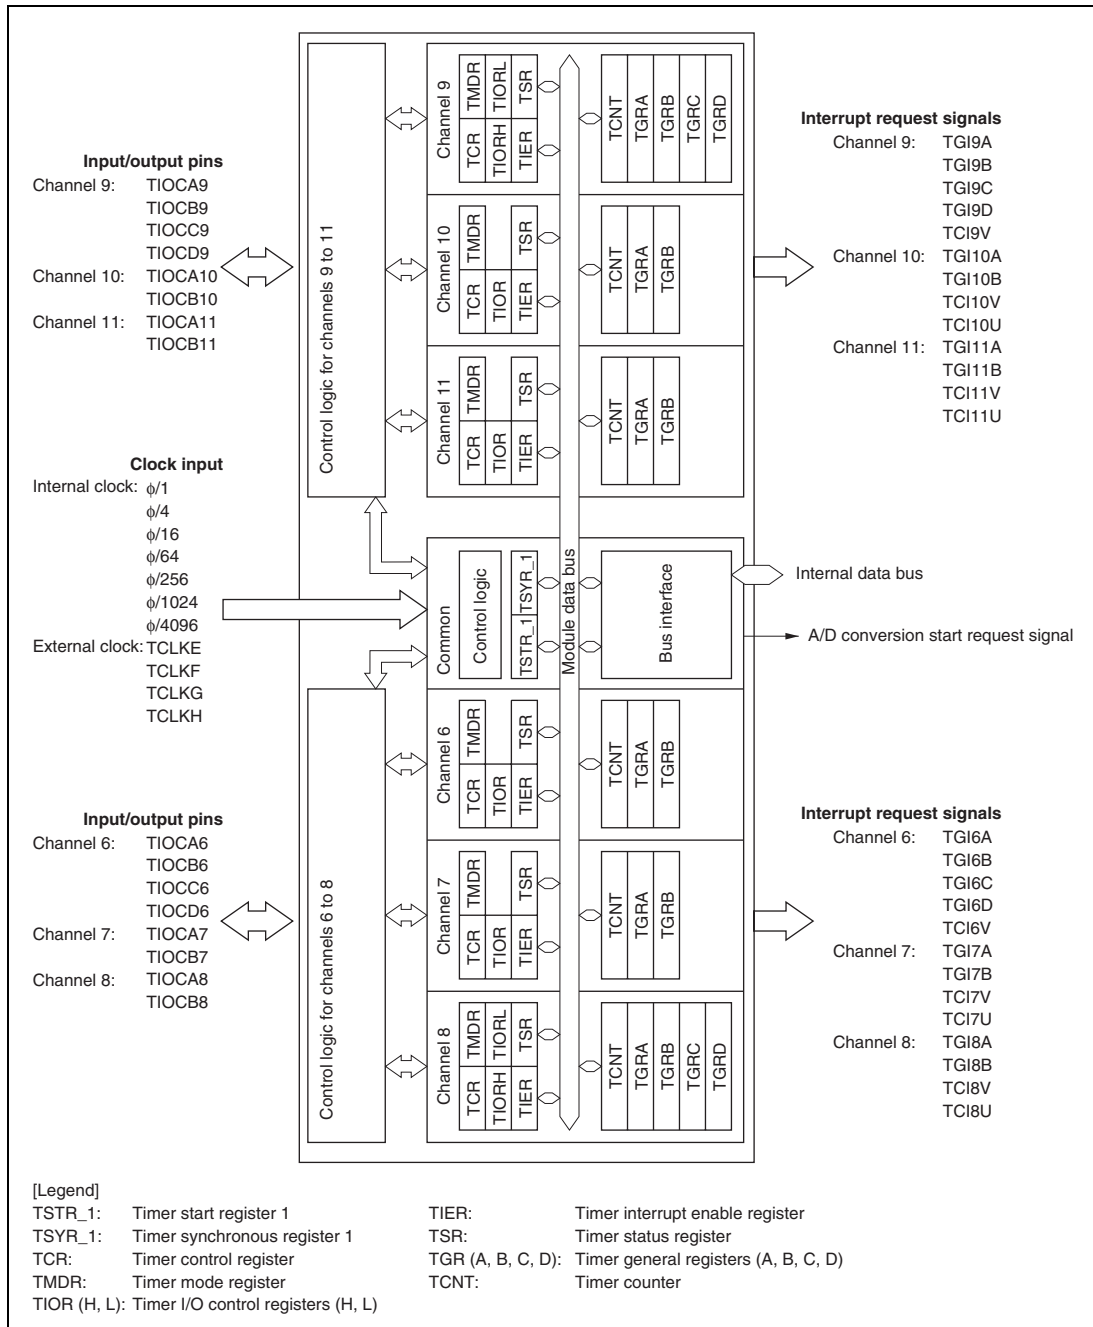 Input/output pins
Channel 9: TIOCA9
TIOCB9
TIOCC9
TIOCD9
Channel 10: TIOCA10
TIOCB10
Channel 11: TIOCA11
TIOCB11
Clock input
Internal clock: ϕ/1
ϕ/4
ϕ/16
ϕ/64
ϕ/256
ϕ/1024
ϕ/4096
External clock: TCLKE
TCLKF
TCLKG
TCLKH
Input/output pins
Channel 6: TIOCA6
TIOCB6
TIOCC6
TIOCD6
Channel 7: TIOCA7
TIOCB7
Channel 8: TIOCA8
TIOCB8
Control logic for channels 9 to 11
Control logic for channels 6 to 8
Channel 9
TCR TMDR
TIORH TIORL
TIER TSR
TCNT
TGRA
TGRB
TGRC
TGRD
Channel 10
TCR TMDR
TIOR
TIER TSR
TCNT
TGRA
TGRB
Channel 11
TCR TMDR
TIOR
TIER TSR
TCNT
TGRA
TGRB
Common
Control logic
TSTR_1 TSYR_1
Module data bus
Bus interface
Channel 6
TCR TMDR
TIOR
TIER TSR
TCNT
TGRA
TGRB
Channel 7
TCR TMDR
TIOR
TIER TSR
TCNT
TGRA
TGRB
Channel 8
TCR TMDR
TIORH TIORL
TIER TSR
TCNT
TGRA
TGRB
TGRC
TGRD
Interrupt request signals
Channel 9: TGI9A
TGI9B
TGI9C
TGI9D
TCI9V
Channel 10: TGI10A
TGI10B
TCI10V
TCI10U
Channel 11: TGI11A
TGI11B
TCI11V
TCI11U
Internal data bus
A/D conversion start request signal
Interrupt request signals
Channel 6: TGI6A
TGI6B
TGI6C
TGI6D
TCI6V
Channel 7: TGI7A
TGI7B
TCI7V
TCI7U
Channel 8: TGI8A
TGI8B
TCI8V
TCI8U
[Legend]
TSTR_1: Timer start register 1
TSYR_1: Timer synchronous register 1
TCR: Timer control register
TMDR: Timer mode register
TIOR (H, L): Timer I/O control registers (H, L)
TIER: Timer interrupt enable register
TSR: Timer status register
TGR (A, B, C, D): Timer general registers (A, B, C, D)
TCNT: Timer counter